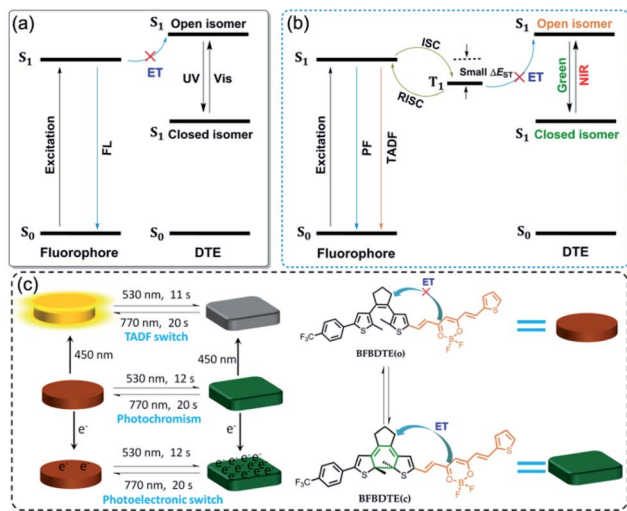 (a)
S₁
Open isomer
S₁
ET
UV
Vis
S₁
Closed isomer
Excitation
FL
S₀
S₀
Fluorophore
DTE
(b)
S₁
Open isomer
S₁
ISC
Small ΔE_ST
T₁
RISC
ET
Green
NIR
S₁
Closed isomer
Excitation
PF
TADF
S₀
S₀
Fluorophore
DTE
(c)
530 nm, 11 s
770 nm, 20 s
TADF switch
450 nm
450 nm
530 nm, 12 s
770 nm, 20 s
Photochromism
e⁻
e⁻
530 nm, 12 s
770 nm, 20 s
Photoelectronic switch
e⁻ e⁻
e⁻ e⁻ e⁻ e⁻
e⁻ e⁻ e⁻ e⁻
ET
S
F₃C
S
S
O
O
B
F
F
BFBDTE(o)
ET
S
F₃C
S
S
O
O
B
F
F
BFBDTE(c)